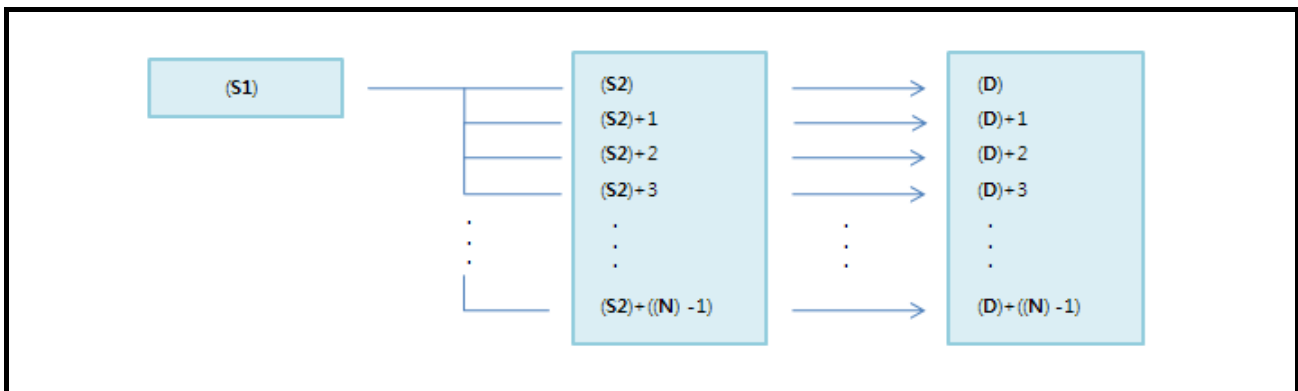 (S1)
(S2)
(S2)+1
(S2)+2
(S2)+3
.
.
.
(S2)+((N) -1)
(D)
(D)+1
(D)+2
(D)+3
.
.
.
(D)+((N) -1)